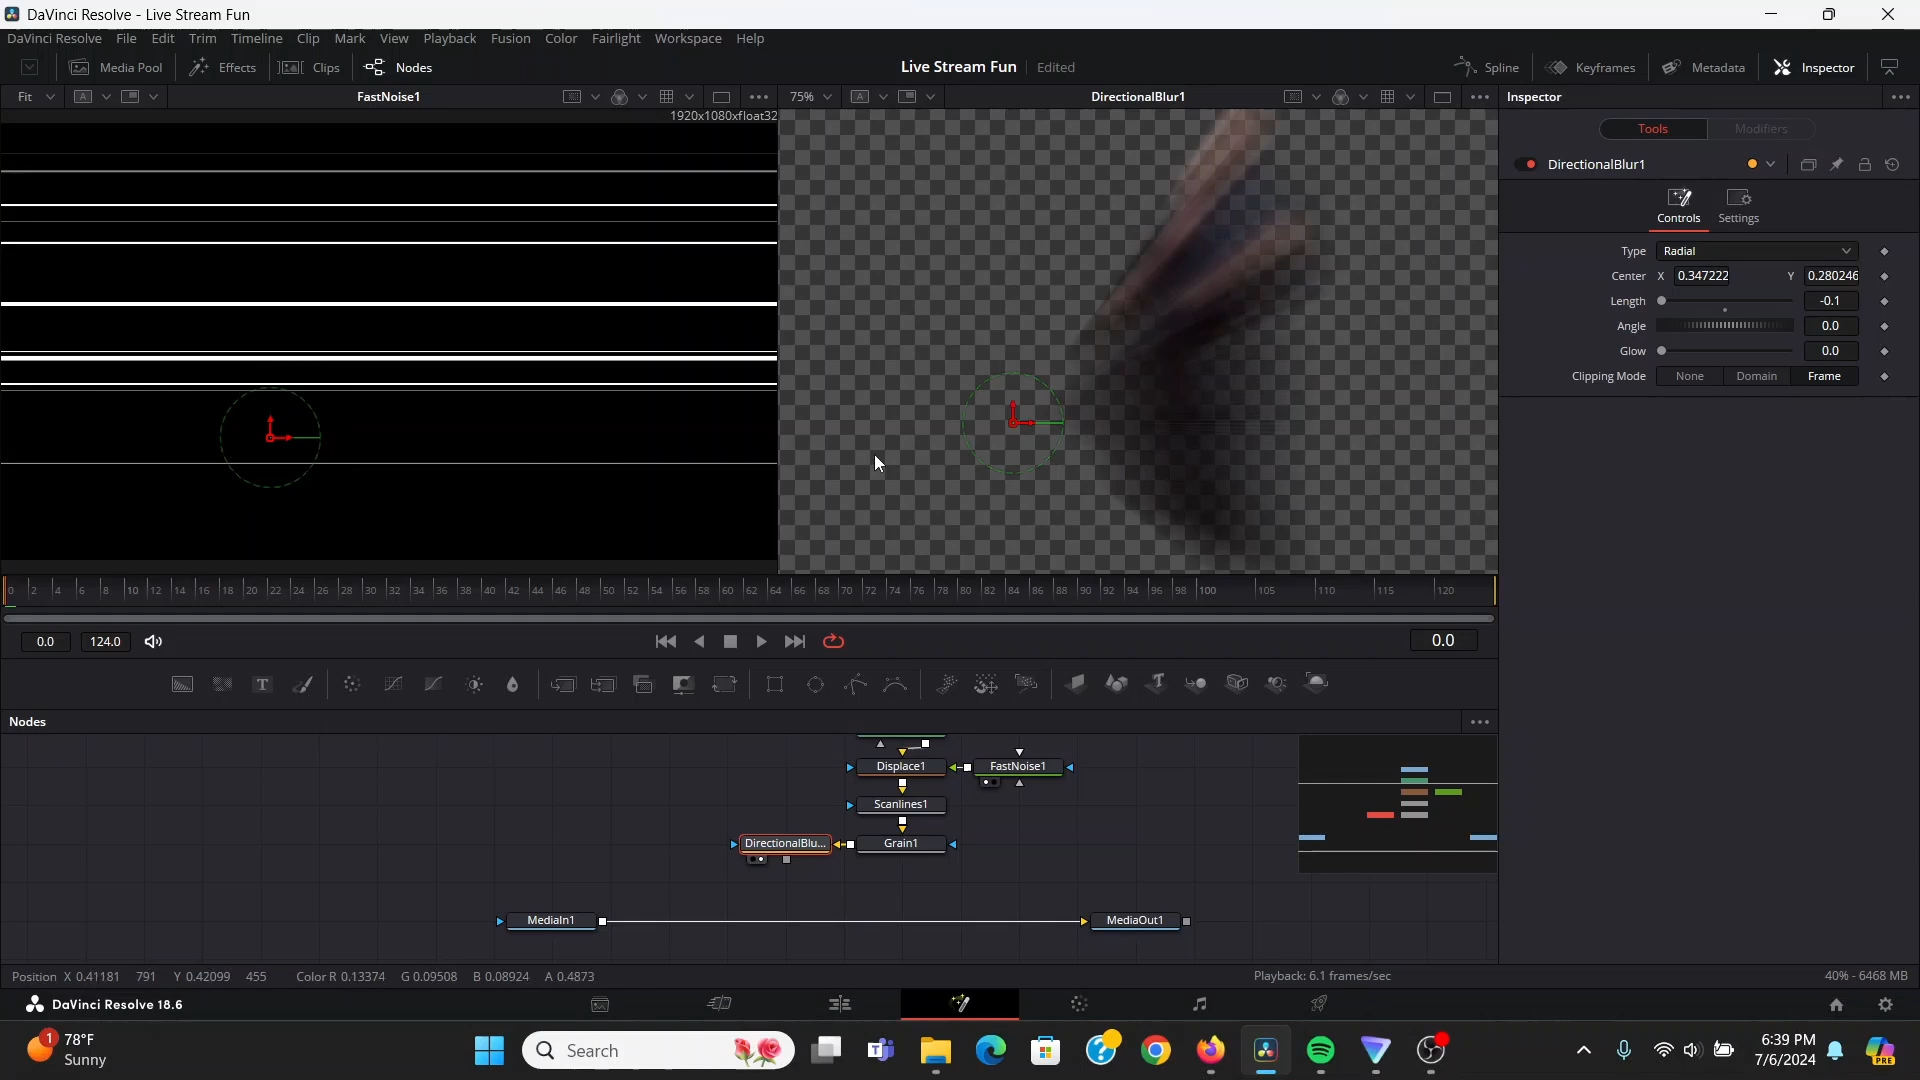 DaVinci Resolve - Live Stream Fun
DaVinci Resolve File Edit Trim Timeline Clip Mark View Playback Fusion Color Fairlight Workspace Help
Media Pool Effects Clips Nodes Live Stream Fun Edited Spline Keyframes Metadata Inspector
Fit A FastNoise1 75% A DirectionalBlur1 Inspector
1920x1080xfloat32
Tools Modifiers
DirectionalBlur1
Controls Settings
Type Radial
Center X 0.347222 Y 0.280246
Length -0.1
Angle 0.0
Glow 0.0
Clipping Mode None Domain Frame
0 2 4 6 8 10 12 14 16 18 20 22 24 26 28 30 32 34 36 38 40 42 44 46 48 50 52 54 56 58 60 62 64 66 68 70 72 74 76 78 80 82 84 86 88 90 92 94 96 98 100 105 110 115 120
0.0 124.0 0.0
T
Nodes
Displace1 FastNoise1
Scanlines1
DirectionalBlu... Grain1
MediaIn1 MediaOut1
Position X 0.41181 791 Y 0.42099 455 Color R 0.13374 G 0.09508 B 0.08924 A 0.4873 Playback: 6.1 frames/sec 40% - 6468 MB
DaVinci Resolve 18.6
1 78°F
Sunny
Search
6:39 PM
7/6/2024
PRE